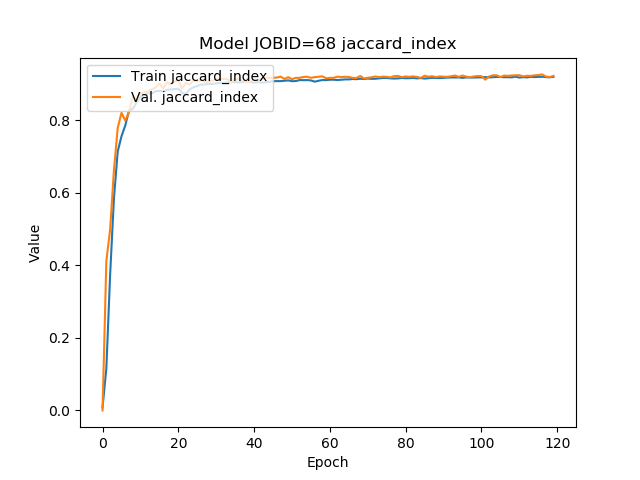 Model JOBID=68 jaccard_index
Train jaccard_index
Val. jaccard_index
Value
0.8
0.6
0.4
0.2
0.0
0 20 40 60 80 100 120
Epoch